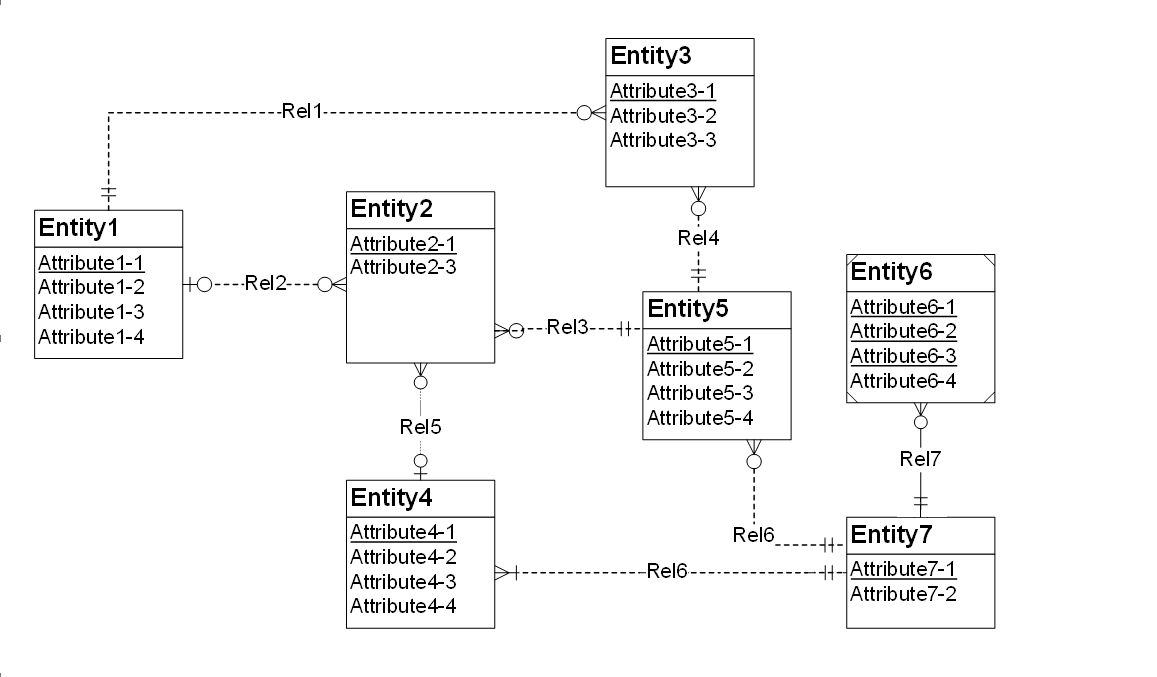 Entity3
Attribute3-1
Attribute3-2
Attribute3-3
Rel1
Entity1
Attribute1-1
Attribute1-2
Attribute1-3
Attribute1-4
Rel2
Entity2
Attribute2-1
Attribute2-3
Rel4
Rel3
Entity5
Attribute5-1
Attribute5-2
Attribute5-3
Attribute5-4
Entity6
Attribute6-1
Attribute6-2
Attribute6-3
Attribute6-4
Rel5
Rel7
Entity4
Attribute4-1
Attribute4-2
Attribute4-3
Attribute4-4
Rel6
Rel6
Entity7
Attribute7-1
Attribute7-2